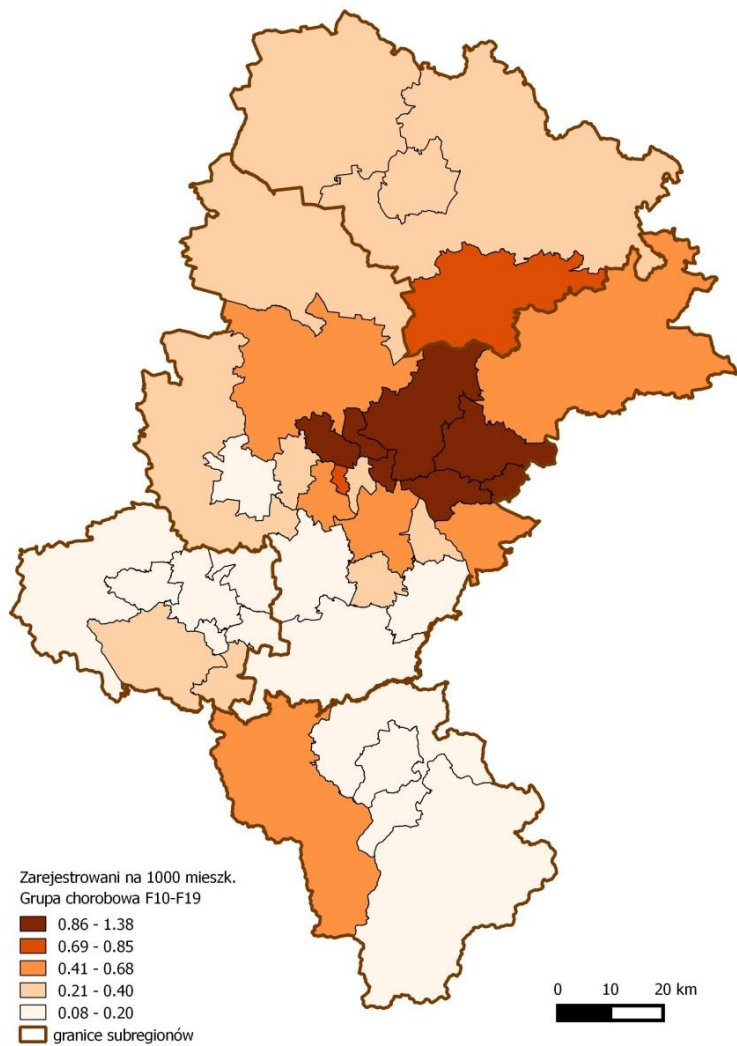 Zarejestrowani na 1000 mieszk.
Grupa chorobowa F10-F19
0.86 - 1.38
0.69 - 0.85
0.41 - 0.68
0.21 - 0.40
0.08 - 0.20
granice subregionów
0 10 20 km